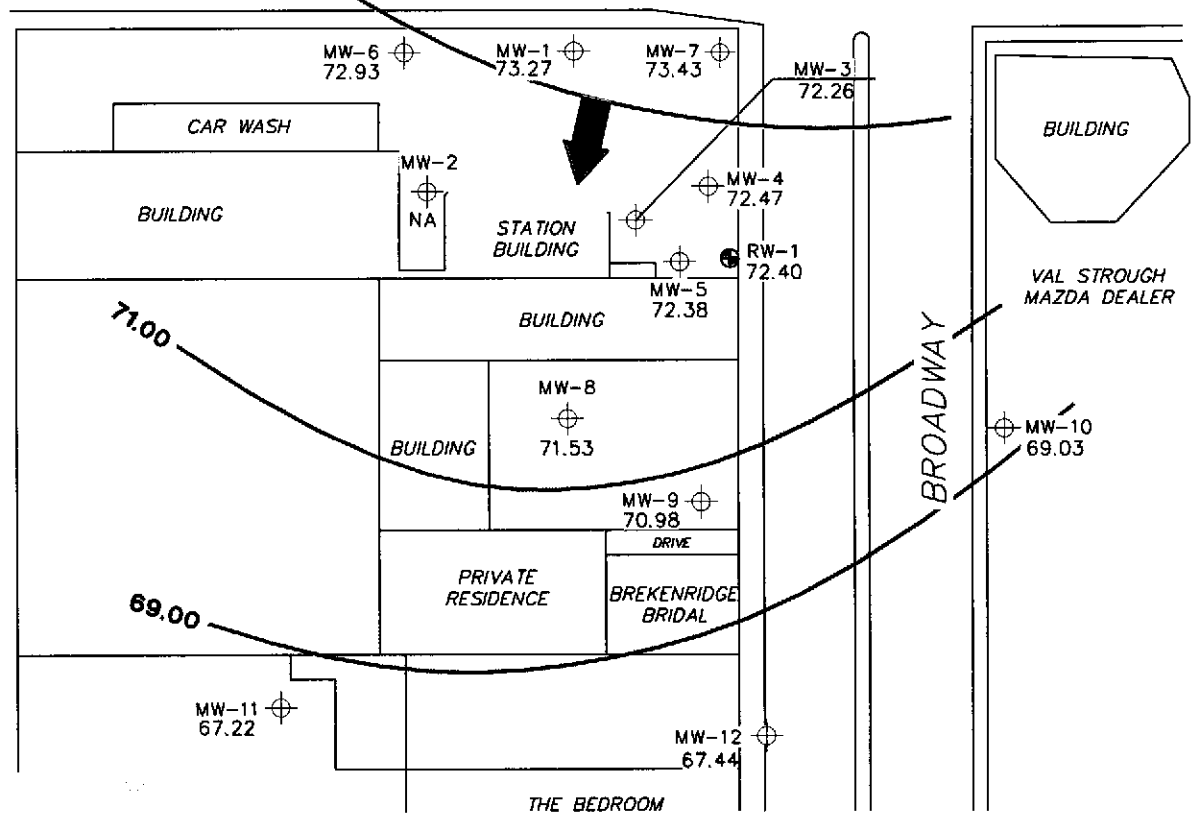 MW-6
72.93
MW-1
73.27
MW-7
73.43
MW-3
72.26
CAR WASH
BUILDING
MW-2
NA
BUILDING
STATION
BUILDING
MW-4
72.47
RW-1
72.40
MW-5
72.38
VAL STROUGH
MAZDA DEALER
71.00
BUILDING
BROADWAY
MW-8
71.53
BUILDING
MW-10
69.03
MW-9
70.98
DRIVE
PRIVATE
RESIDENCE
BREKENRIDGE
BRIDAL
69.00
MW-11
67.22
MW-12
67.44
THE BEDROOM